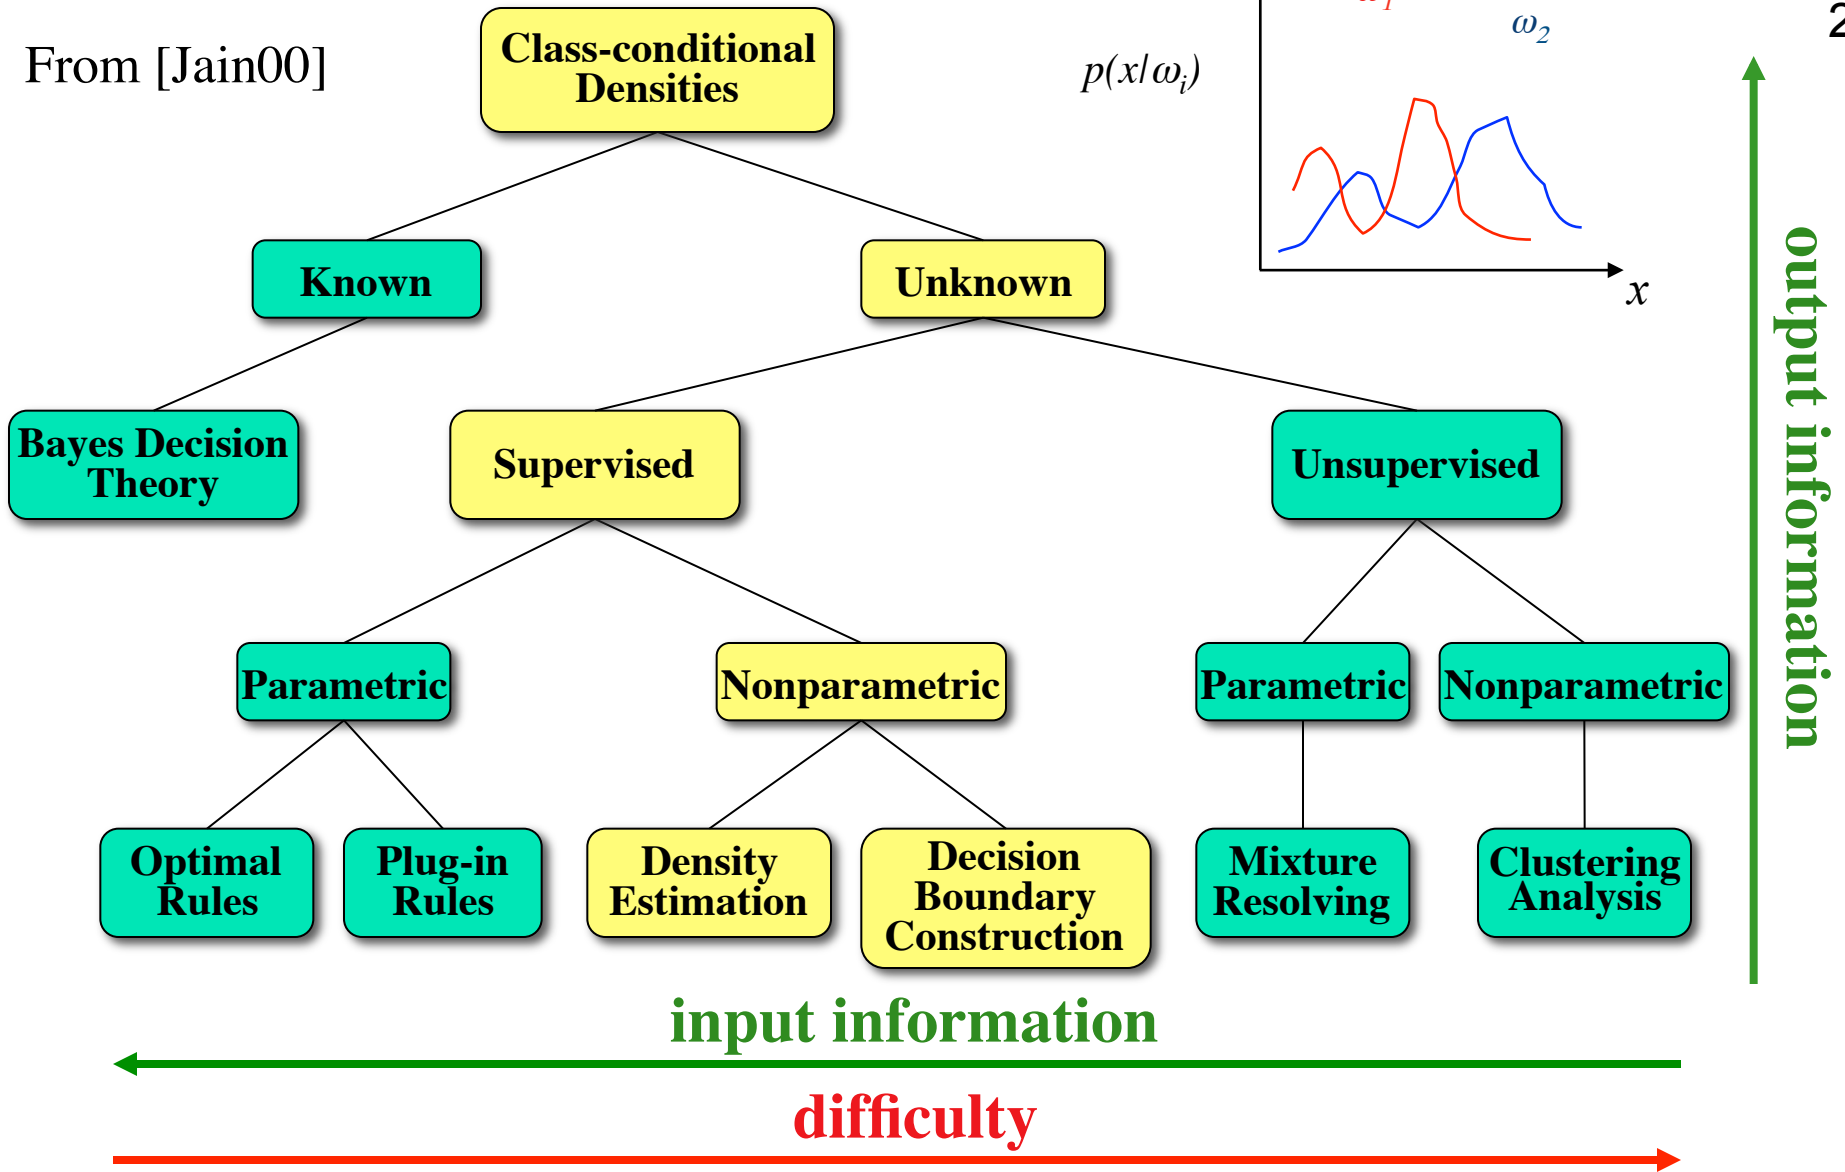 From [Jain00]
Class-conditional
Densities
p(x|ω_i)
ω_2
2
x
Known
Unknown
Bayes Decision
Theory
Supervised
Unsupervised
Parametric
Nonparametric
Parametric
Nonparametric
Optimal
Rules
Plug-in
Rules
Density
Estimation
Decision
Boundary
Construction
Mixture
Resolving
Clustering
Analysis
output information
input information
difficulty